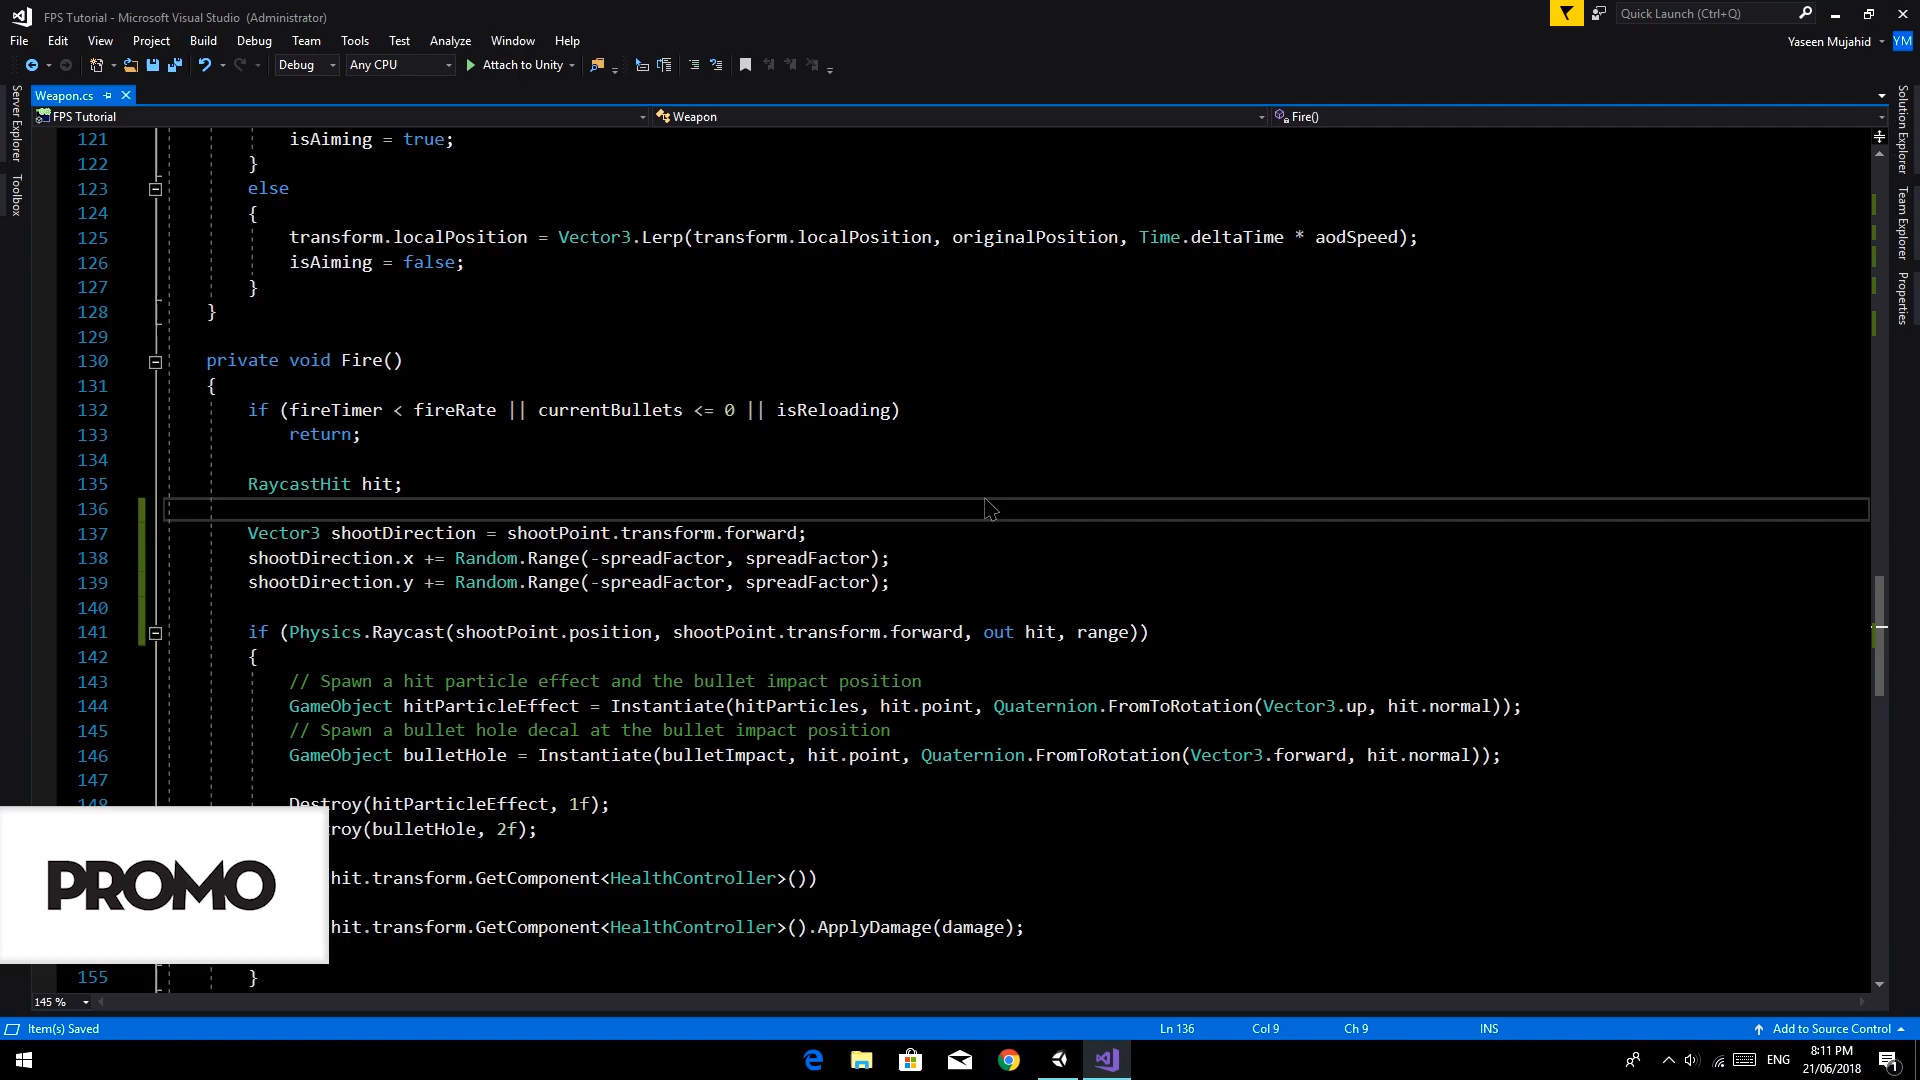 FPS Tutorial - Microsoft Visual Studio (Administrator)
Quick Launch (Ctrl+Q)
File Edit View Project Build Debug Team Tools Test Analyze Window Help
Yaseen Mujahid YM
Debug Any CPU Attach to Unity
Server Explorer
Toolbox
Solution Explorer
Team Explorer
Properties
Weapon.cs
FPS Tutorial Weapon Fire()
121 isAiming = true;
122 }
123 else
124 {
125 transform.localPosition = Vector3.Lerp(transform.localPosition, originalPosition, Time.deltaTime * aodSpeed);
126 isAiming = false;
127 }
128 }
129
130 private void Fire()
131 {
132 if (fireTimer < fireRate || currentBullets <= 0 || isReloading)
133 return;
134
135 RaycastHit hit;
136
137 Vector3 shootDirection = shootPoint.transform.forward;
138 shootDirection.x += Random.Range(-spreadFactor, spreadFactor);
139 shootDirection.y += Random.Range(-spreadFactor, spreadFactor);
140
141 if (Physics.Raycast(shootPoint.position, shootPoint.transform.forward, out hit, range))
142 {
143 // Spawn a hit particle effect and the bullet impact position
144 GameObject hitParticleEffect = Instantiate(hitParticles, hit.point, Quaternion.FromToRotation(Vector3.up, hit.normal));
145 // Spawn a bullet hole decal at the bullet impact position
146 GameObject bulletHole = Instantiate(bulletImpact, hit.point, Quaternion.FromToRotation(Vector3.forward, hit.normal));
147
148 Destroy(hitParticleEffect, 1f);
troy(bulletHole, 2f);
hit.transform.GetComponent<HealthController>())
hit.transform.GetComponent<HealthController>().ApplyDamage(damage);
155 }
PROMO
145 %
Item(s) Saved Ln 136 Col 9 Ch 9 INS Add to Source Control
ENG 8:11 PM
21/06/2018
1